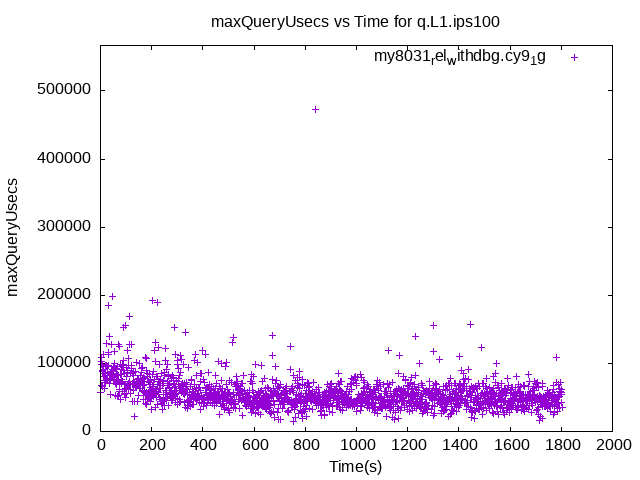 maxQueryUsecs vs Time for q.L1.ips100
my8031relwithdbg.cy91g
500000
400000
300000
200000
100000
0
maxQueryUsecs
0 200 400 600 800 1000 1200 1400 1600 1800 2000
Time(s)